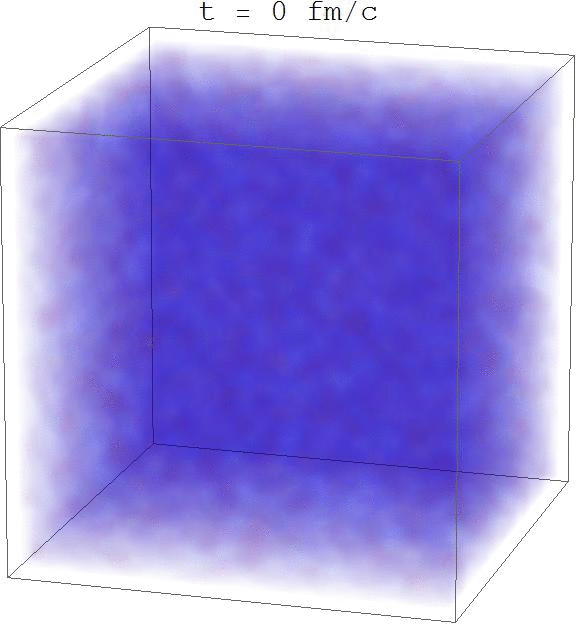 t = 0 fm/c